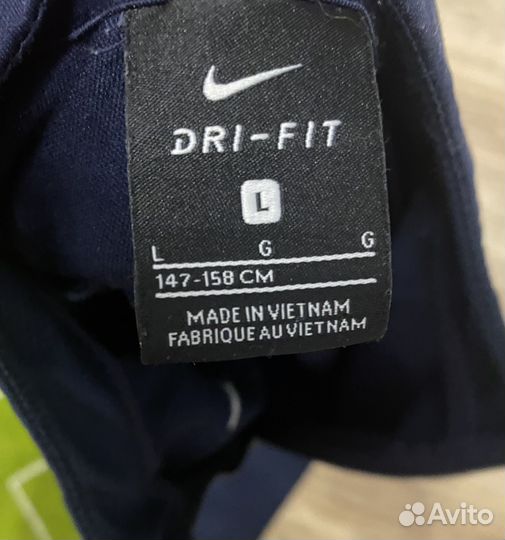 DRI-FIT
L
L G G
147-158 CM
MADE IN VIETNAM
FABRIQUE AU VIETNAM
Avito